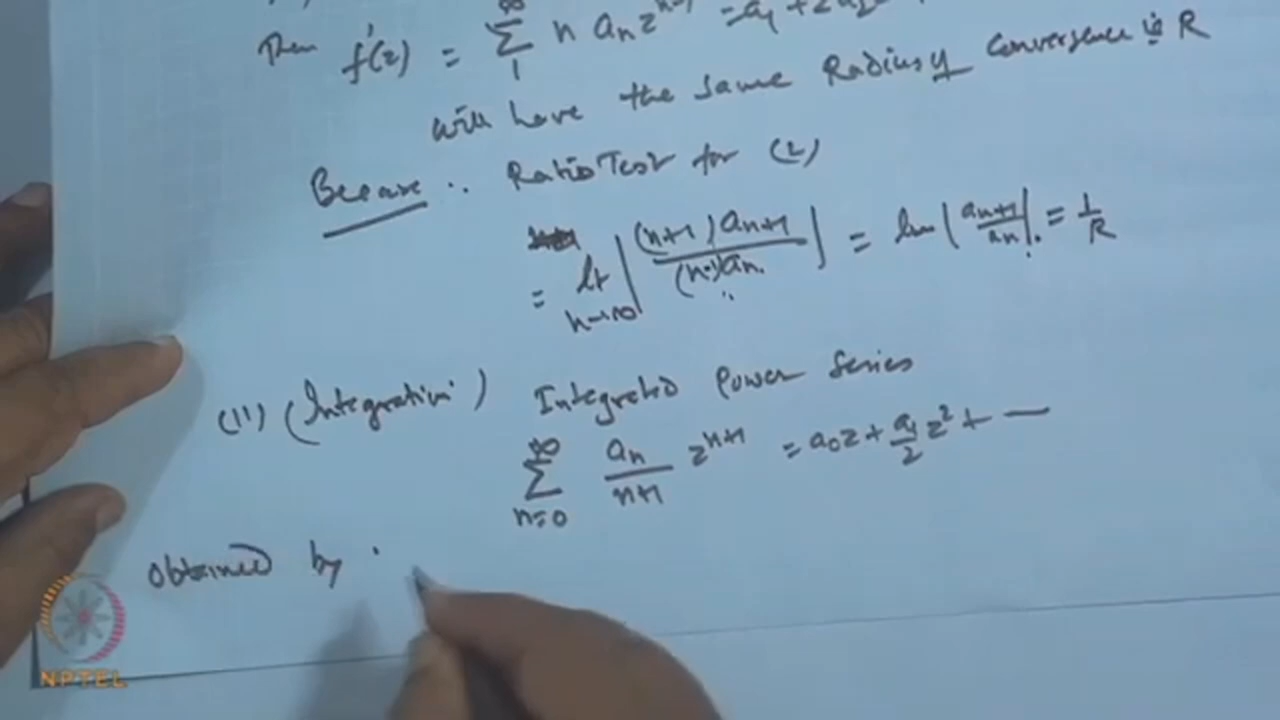 Then f'(z) = ∞ Σ 1 n aₙ zⁿ⁻¹ = a₁ + 2a₂
will have the same Radius of Convergence is R
Because ∵ Ratio Test for (2)
= lt n→∞ |(n+1) aₙ₊₁ / (n) aₙ| = lim |aₙ₊₁ / aₙ| = 1/R
(ii) (Integration) Integrated Power Series
∞ Σ n=0 aₙ/(n+1) zⁿ⁺¹ = a₀z + a₁/2 z² + —
Obtained by
NPTEL